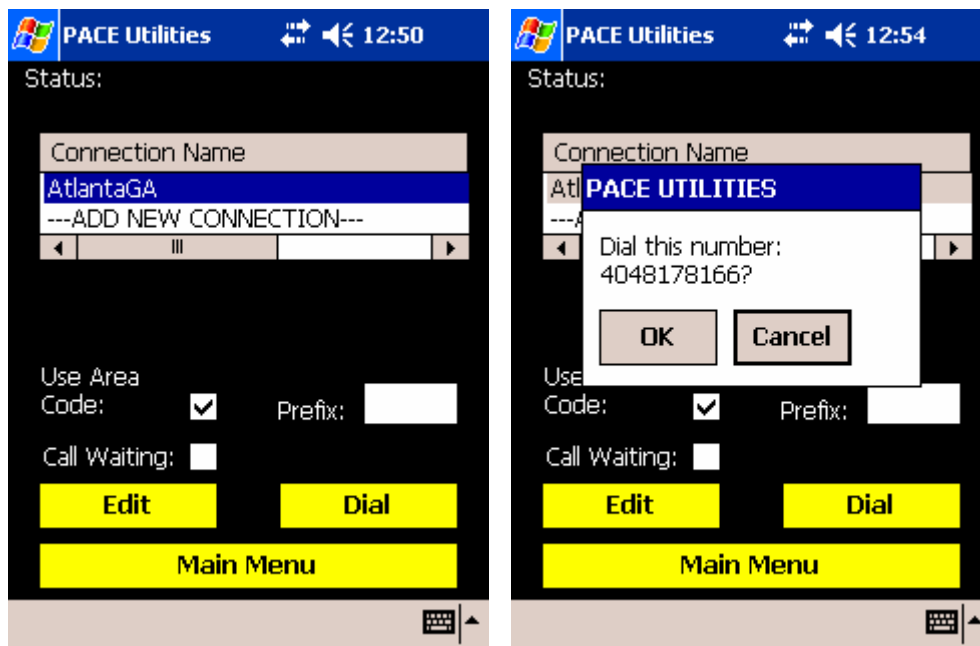 PACE Utilities 12:50
Status:
Connection Name
AtlantaGA
---ADD NEW CONNECTION---
Use Area
Code:
Prefix:
Call Waiting:
Edit Dial
Main Menu
PACE Utilities 12:54
Status:
Connection Name
Atl
PACE UTILITIES
---A
Dial this number:
4048178166?
OK Cancel
Use
Code:
Prefix:
Call Waiting:
Edit Dial
Main Menu